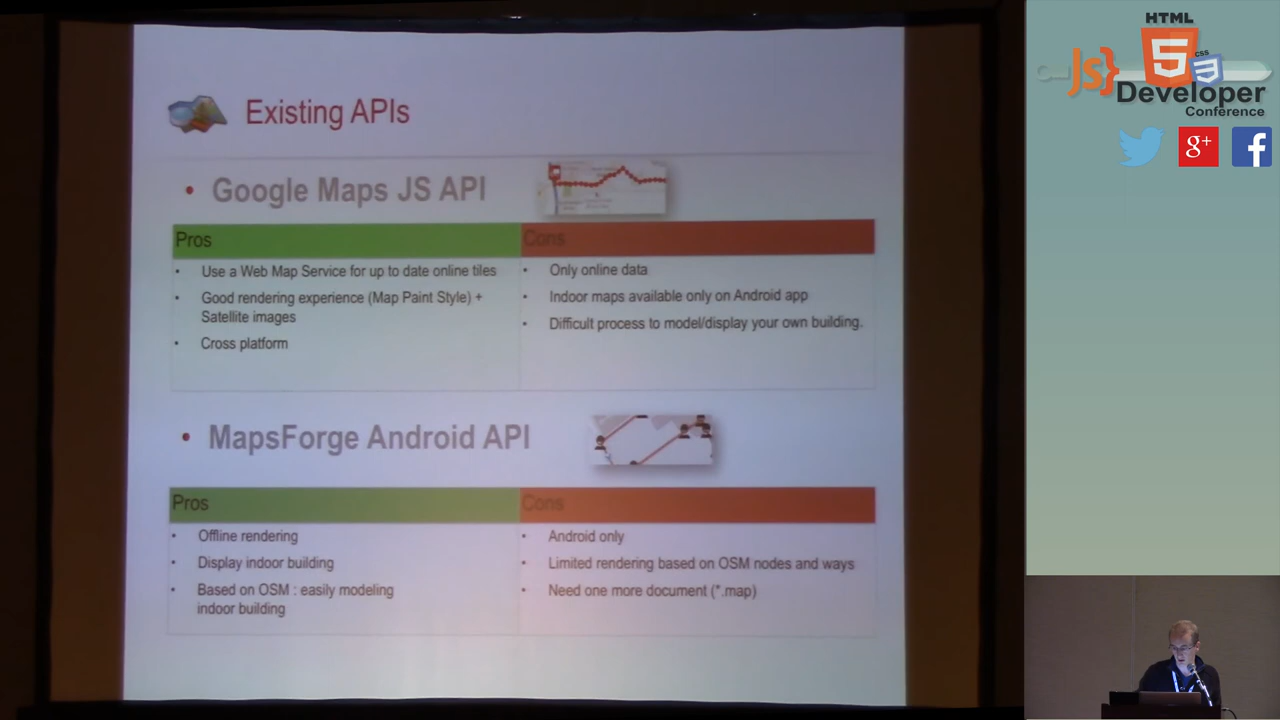 Existing APIs
• Google Maps JS API
Pros
Cons
• Use a Web Map Service for up to date online tiles
• Good rendering experience (Map Paint Style) +
Satellite images
• Cross platform
• Only online data
• Indoor maps available only on Android app
• Difficult process to model/display your own building.
• MapsForge Android API
Pros
Cons
• Offline rendering
• Display indoor building
• Based on OSM : easily modeling
indoor building
• Android only
• Limited rendering based on OSM nodes and ways
• Need one more document (*.map)
HTML
5
JS}
css
3
Developer
Conference
g+
f